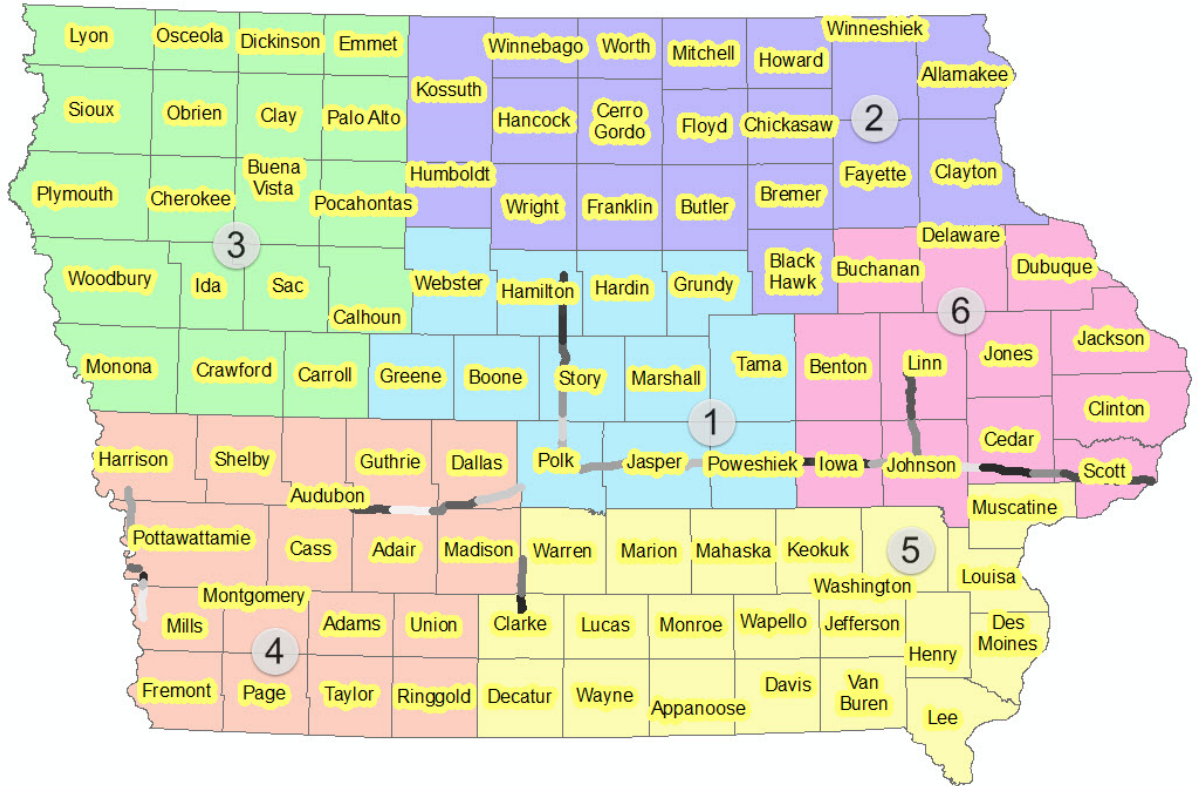 Lyon
Osceola
Dickinson
Emmet
Winnebago
Worth
Mitchell
Howard
Winneshiek
Allamakee
Kossuth
Sioux
Obrien
Clay
Palo Alto
Hancock
Cerro
Gordo
Floyd
Chickasaw
2
Plymouth
Cherokee
Buena
Vista
Pocahontas
Humboldt
Wright
Franklin
Butler
Bremer
Fayette
Clayton
3
Woodbury
Ida
Sac
Calhoun
Webster
Hamilton
Hardin
Grundy
Black
Hawk
Buchanan
Delaware
Dubuque
6
Monona
Crawford
Carroll
Greene
Boone
Story
Marshall
Tama
Benton
Linn
Jones
Jackson
Clinton
1
Harrison
Shelby
Audubon
Guthrie
Dallas
Polk
Jasper
Poweshiek
Iowa
Johnson
Cedar
Scott
Muscatine
Pottawattamie
Cass
Adair
Madison
Warren
Marion
Mahaska
Keokuk
5
Washington
Louisa
Montgomery
Mills
Adams
Union
Clarke
Lucas
Monroe
Wapello
Jefferson
Henry
Des
Moines
4
Fremont
Page
Taylor
Ringgold
Decatur
Wayne
Appanoose
Davis
Van
Buren
Lee